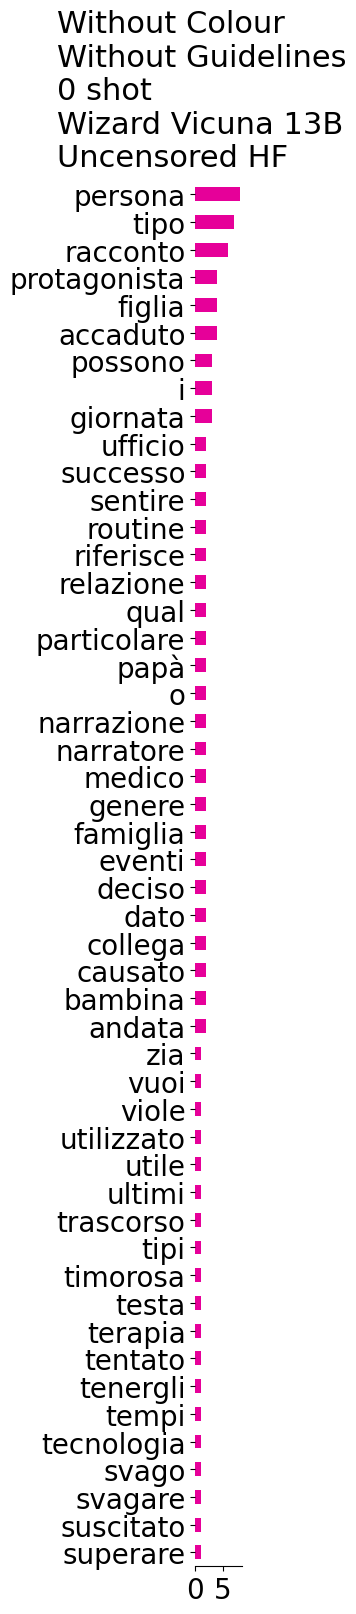 Without Colour
Without Guidelines
0 shot
Wizard Vicuna 13B
Uncensored HF
persona
tipo
racconto
protagonista
figlia
accaduto
possono
i
giornata
ufficio
successo
sentire
routine
riferisce
relazione
qual
particolare
papà
o
narrazione
narratore
medico
genere
famiglia
eventi
deciso
dato
collega
causato
bambina
andata
zia
vuoi
viole
utilizzato
utile
ultimi
trascorso
tipi
timorosa
testa
terapia
tentato
tenergli
tempi
tecnologia
svago
svagare
suscitato
superare
0 5